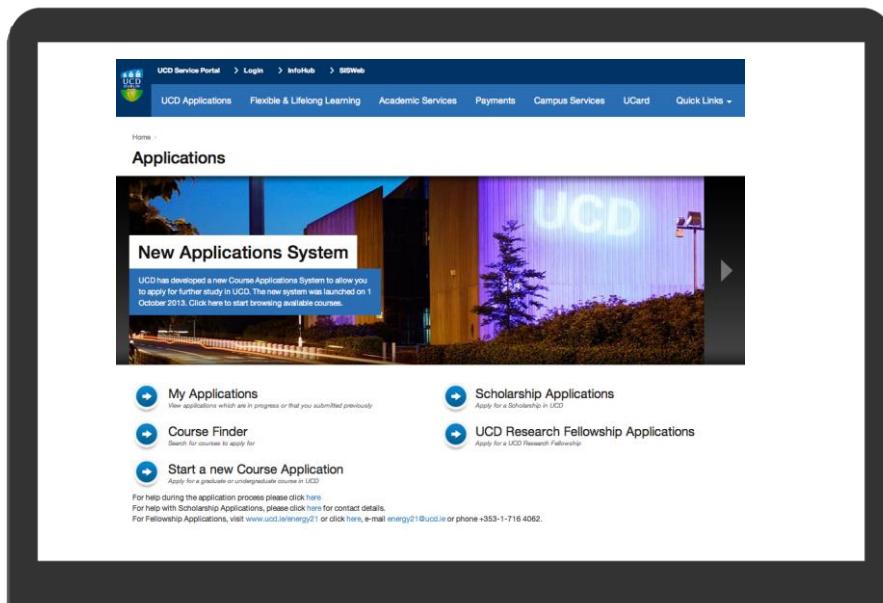 UCD Service Portal > Login > InfoHub > SISWeb
UCD
DUBLIN
UCD Applications Flexible & Lifelong Learning Academic Services Payments Campus Services UCard Quick Links
Home
Applications
UCD
New Applications System
UCD has developed a new Course Applications System to allow you
to apply for further study in UCD. The new system was launched on 1
October 2013. Click here to start browsing available courses.
My Applications
View applications which are in progress or that you submitted previously
Scholarship Applications
Apply for a Scholarship in UCD
Course Finder
Search for courses to apply for
UCD Research Fellowship Applications
Apply for a UCD Research Fellowship
Start a new Course Application
Apply for a graduate or undergraduate course in UCD
For help during the application process please click here
For help with Scholarship Applications, please click here for contact details.
For Fellowship Applications, visit www.ucd.ie/energy21 or click here, e-mail energy21@ucd.ie or phone +353-1-716 4062.